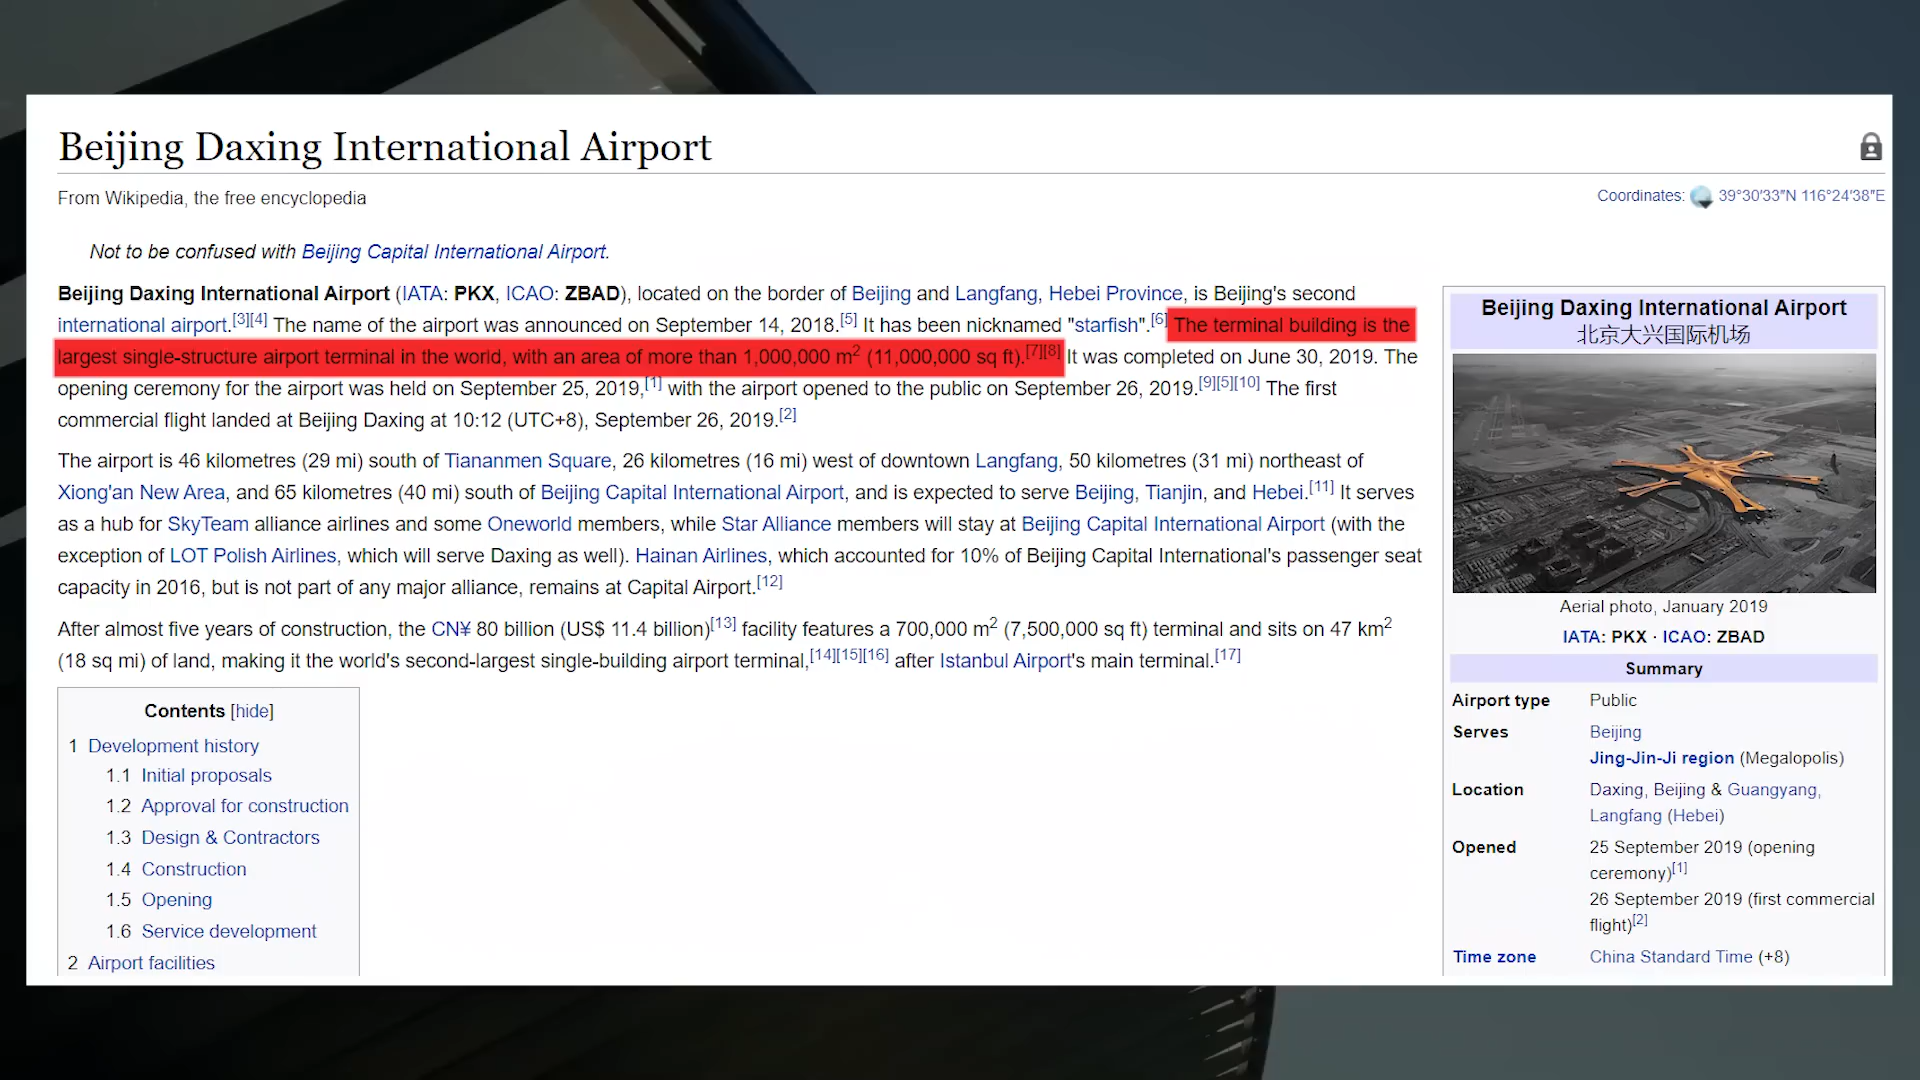 Beijing Daxing International Airport
From Wikipedia, the free encyclopedia
Coordinates: 39°30′33″N 116°24′38″E
Not to be confused with Beijing Capital International Airport.
Beijing Daxing International Airport (IATA: PKX, ICAO: ZBAD), located on the border of Beijing and Langfang, Hebei Province, is Beijing's second
international airport.[3][4] The name of the airport was announced on September 14, 2018.[5] It has been nicknamed "starfish".[6] The terminal building is the
largest single-structure airport terminal in the world, with an area of more than 1,000,000 m2 (11,000,000 sq ft).[7][8] It was completed on June 30, 2019. The
opening ceremony for the airport was held on September 25, 2019,[1] with the airport opened to the public on September 26, 2019.[9][5][10] The first
commercial flight landed at Beijing Daxing at 10:12 (UTC+8), September 26, 2019.[2]
The airport is 46 kilometres (29 mi) south of Tiananmen Square, 26 kilometres (16 mi) west of downtown Langfang, 50 kilometres (31 mi) northeast of
Xiong'an New Area, and 65 kilometres (40 mi) south of Beijing Capital International Airport, and is expected to serve Beijing, Tianjin, and Hebei.[11] It serves
as a hub for SkyTeam alliance airlines and some Oneworld members, while Star Alliance members will stay at Beijing Capital International Airport (with the
exception of LOT Polish Airlines, which will serve Daxing as well). Hainan Airlines, which accounted for 10% of Beijing Capital International's passenger seat
capacity in 2016, but is not part of any major alliance, remains at Capital Airport.[12]
After almost five years of construction, the CN¥ 80 billion (US$ 11.4 billion)[13] facility features a 700,000 m2 (7,500,000 sq ft) terminal and sits on 47 km2
(18 sq mi) of land, making it the world's second-largest single-building airport terminal,[14][15][16] after Istanbul Airport's main terminal.[17]
Contents [hide]
1 Development history
1.1 Initial proposals
1.2 Approval for construction
1.3 Design & Contractors
1.4 Construction
1.5 Opening
1.6 Service development
2 Airport facilities
Beijing Daxing International Airport
北京大兴国际机场
Aerial photo, January 2019
IATA: PKX · ICAO: ZBAD
Summary
Airport type Public
Serves Beijing
Jing-Jin-Ji region (Megalopolis)
Location Daxing, Beijing & Guangyang,
Langfang (Hebei)
Opened 25 September 2019 (opening
ceremony)[1]
26 September 2019 (first commercial
flight)[2]
Time zone China Standard Time (+8)